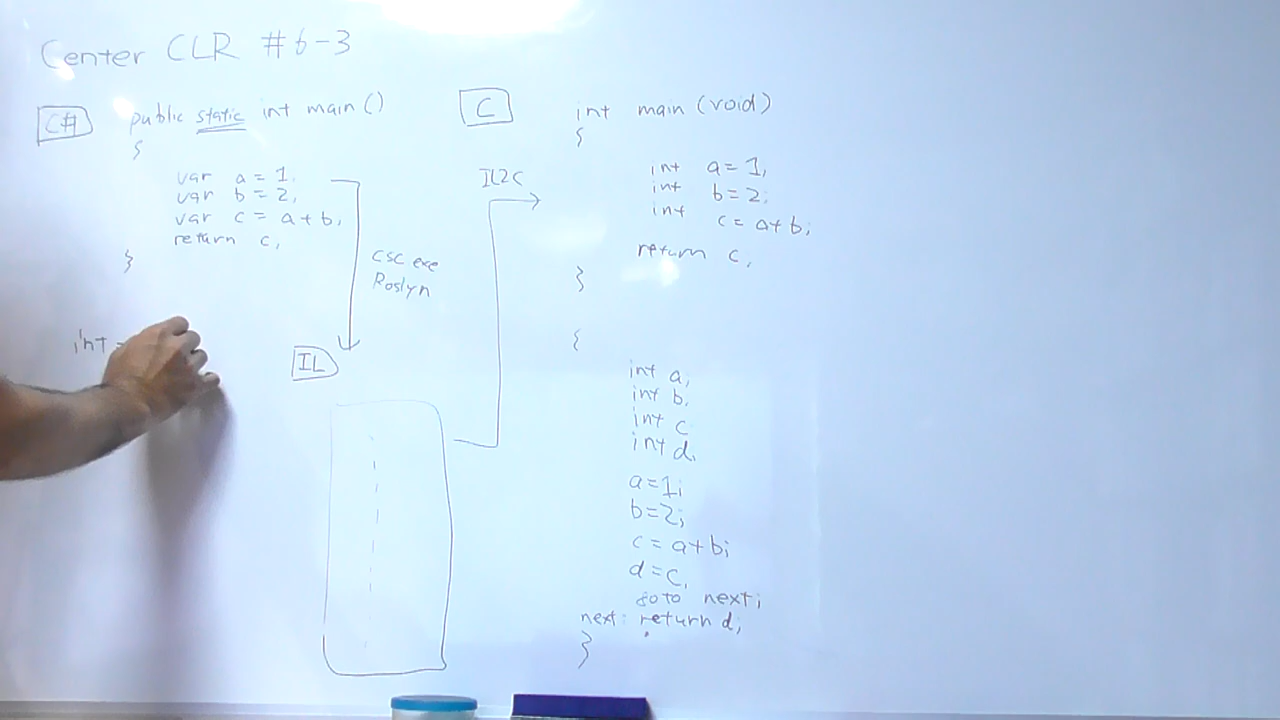 Center CLR #6-3
C#
public static int main()
{
var a = 1;
var b = 2;
var c = a + b;
return c;
}
csc.exe
Roslyn
int =
IL
IL2C
C
int main(void)
{
int a = 1;
int b = 2;
int c = a + b;
return c;
}
{
int a;
int b;
int c
int d;
a=1;
b=2;
c = a+b;
d=c;
goto next;
next: return d;
}